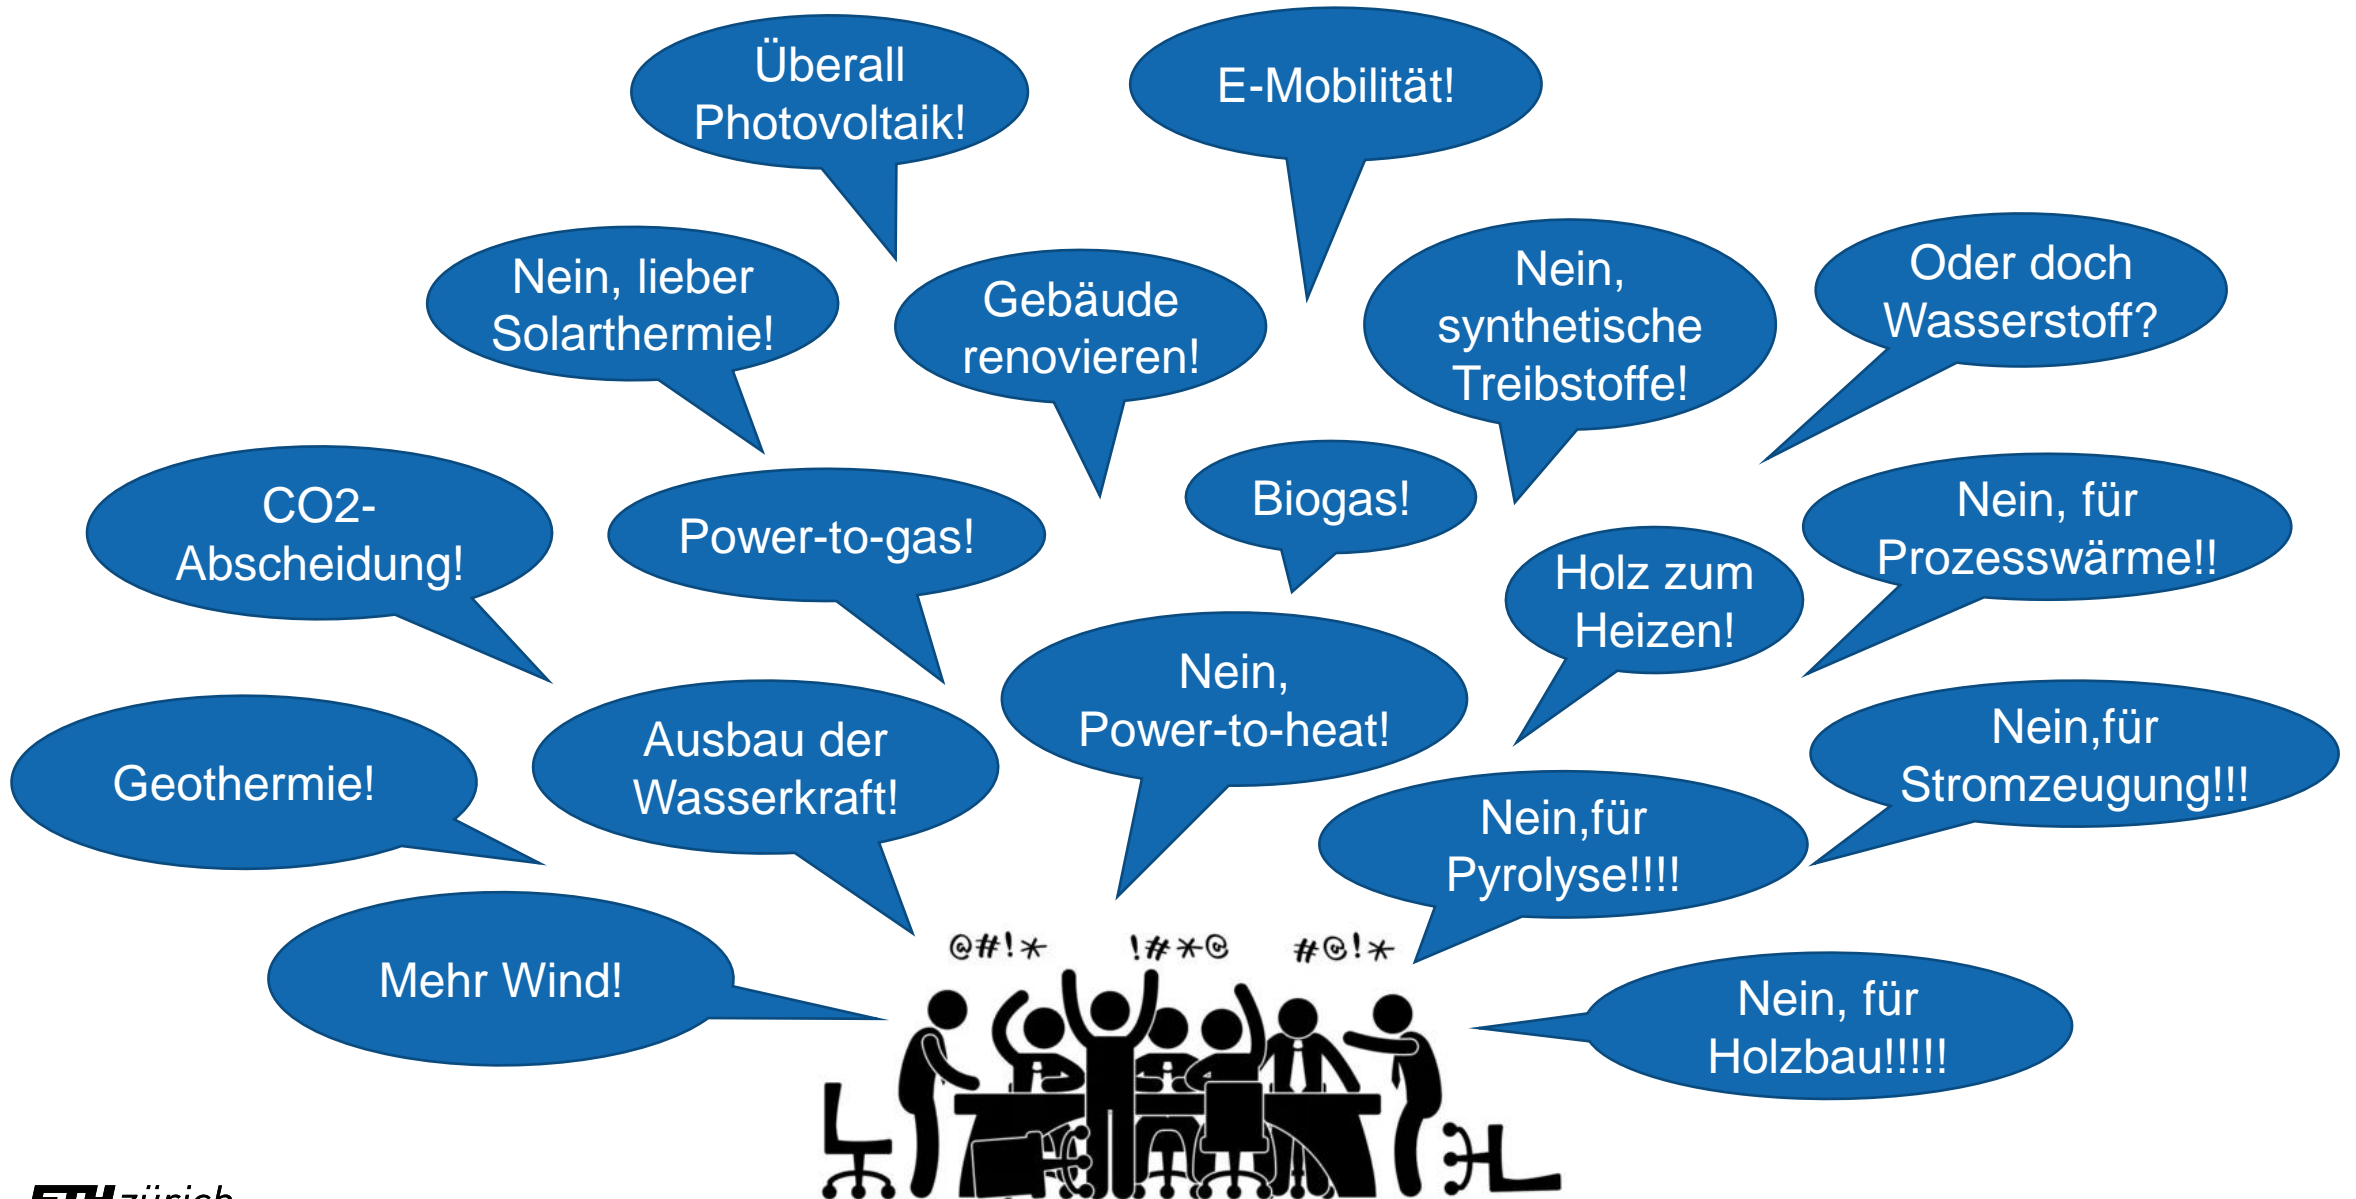 Überall
Photovoltaik!
E-Mobilität!
Nein, lieber
Solarthermie!
Gebäude
renovieren!
Nein,
synthetische
Treibstoffe!
Oder doch
Wasserstoff?
CO2-
Abscheidung!
Power-to-gas!
Biogas!
Holz zum
Heizen!
Nein, für
Prozesswärme!!
Geothermie!
Ausbau der
Wasserkraft!
Nein,
Power-to-heat!
Nein,für
Stromzeugung!!!
Nein,für
Pyrolyse!!!!
Mehr Wind!
@#!*
!#*@
#@!*
Nein, für
Holzbau!!!!!
ETH zürich